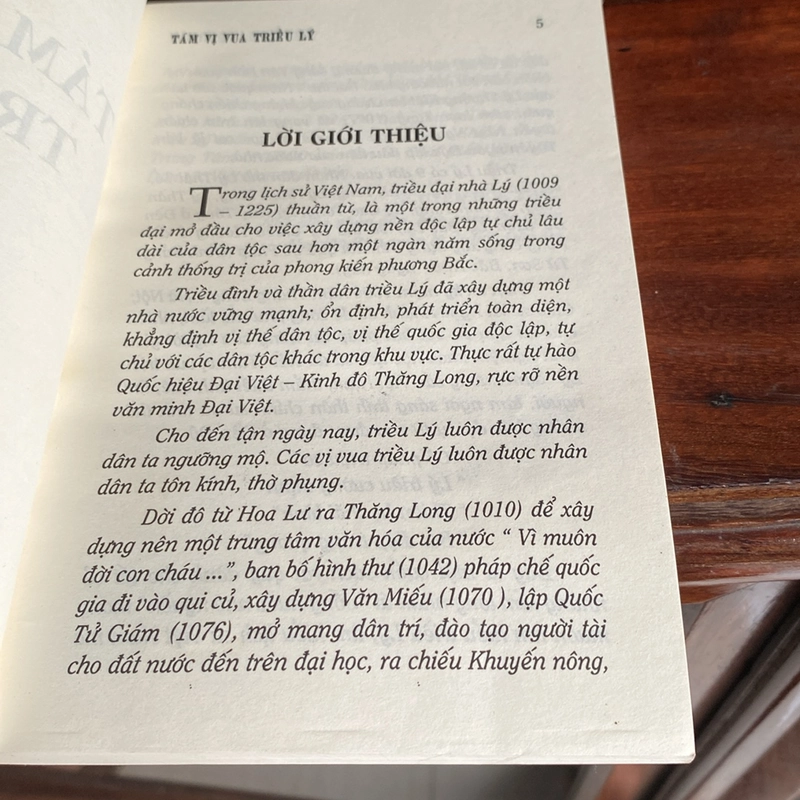 TÁM VỊ VUA TRIỀU LÝ 5
LỜI GIỚI THIỆU
Trong lịch sử Việt Nam, triều đại nhà Lý (1009
– 1225) thuần từ, là một trong những triều
đại mở đầu cho việc xây dựng nền độc lập tự chủ lâu
dài của dân tộc sau hơn một ngàn năm sống trong
cảnh thống trị của phong kiến phương Bắc.
Triều đình và thần dân triều Lý đã xây dựng một
nhà nước vững mạnh; ổn định, phát triển toàn diện,
khẳng định vị thế dân tộc, vị thế quốc gia độc lập, tự
chủ với các dân tộc khác trong khu vực. Thực rất tự hào
Quốc hiệu Đại Việt – Kinh đô Thăng Long, rực rỡ nền
văn minh Đại Việt.
Cho đến tận ngày nay, triều Lý luôn được nhân
dân ta ngưỡng mộ. Các vị vua triều Lý luôn được nhân
dân ta tôn kính, thờ phụng.
Dời đô từ Hoa Lư ra Thăng Long (1010) để xây
dựng nên một trung tâm văn hóa của nước “ Vì muôn
đời con cháu ...”, ban bố hình thư (1042) pháp chế quốc
gia đi vào qui củ, xây dựng Văn Miếu (1070 ), lập Quốc
Tử Giám (1076), mở mang dân trí, đào tạo người tài
cho đất nước đến trên đại học, ra chiếu Khuyến nông,